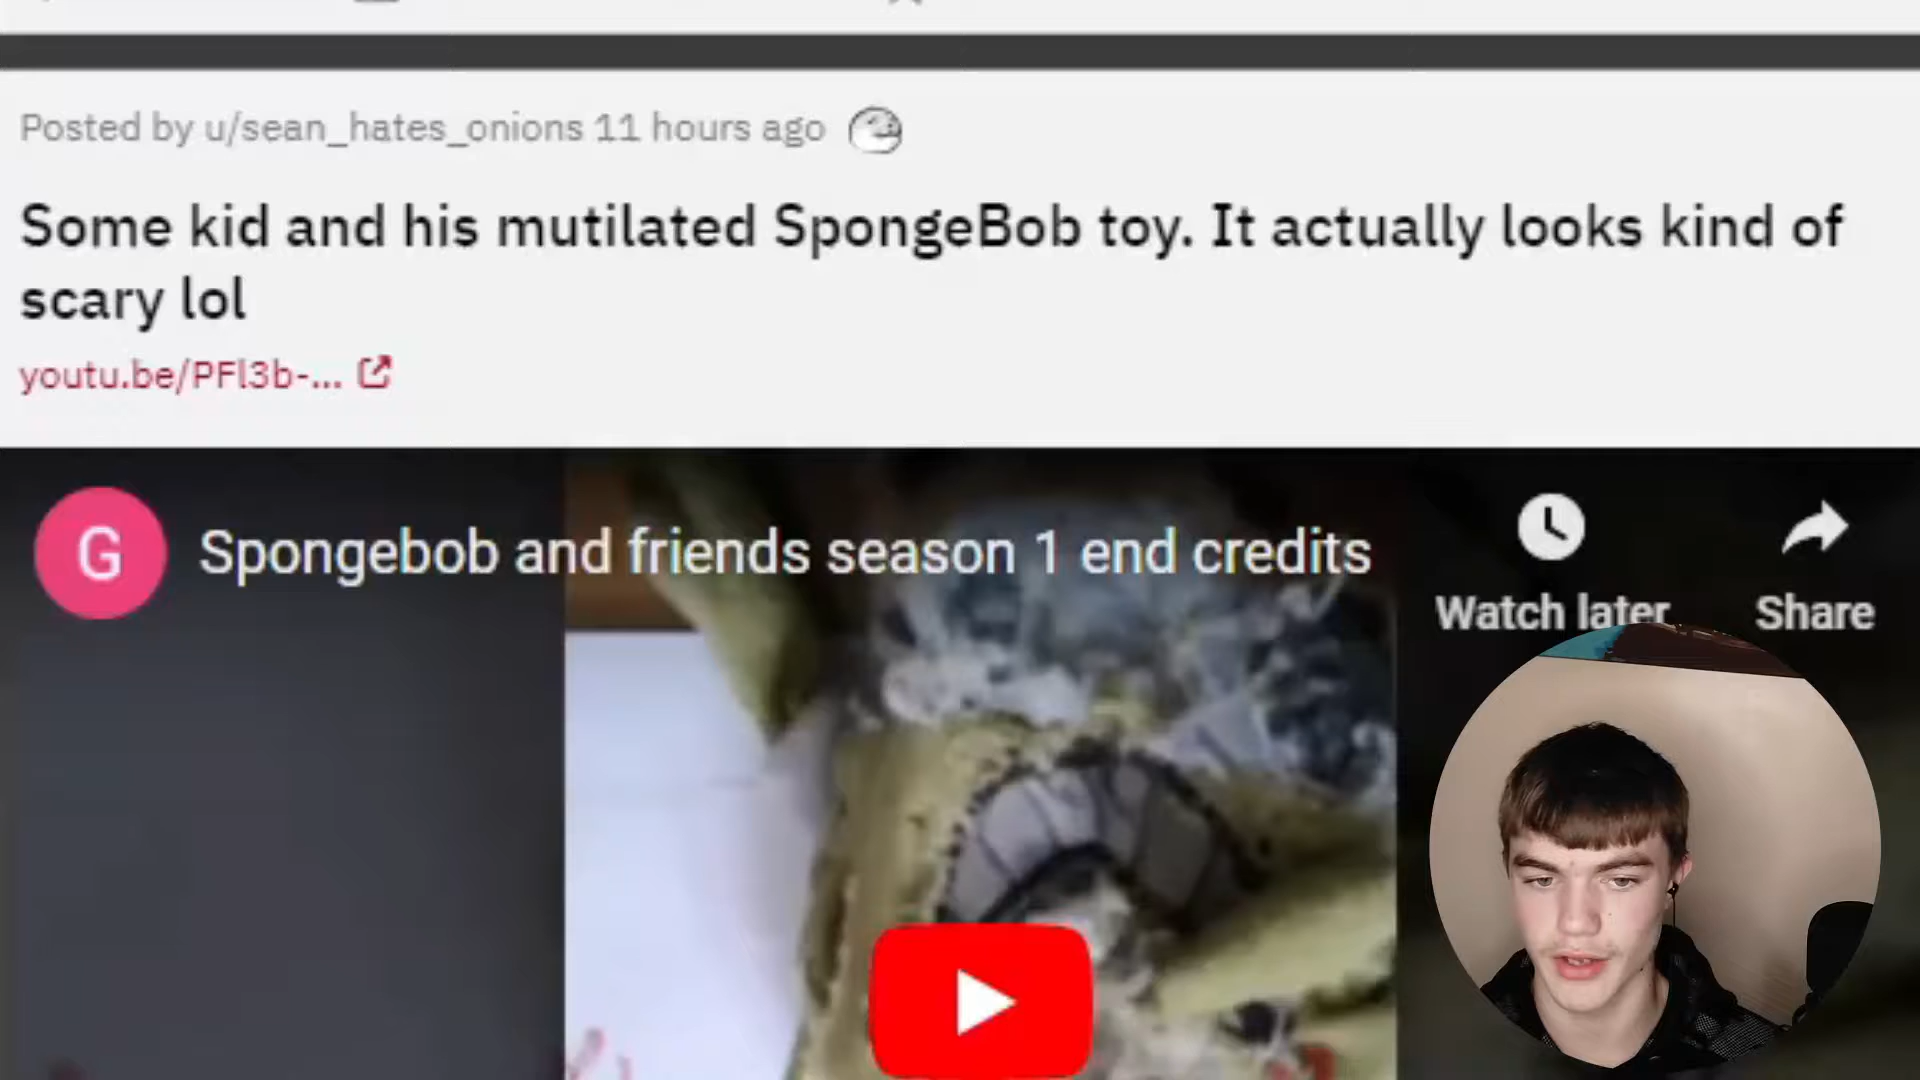 Posted by u/sean_hates_onions 11 hours ago
Some kid and his mutilated SpongeBob toy. It actually looks kind of
scary lol
youtu.be/PFl3b-...
G
Spongebob and friends season 1 end credits
Watch later
Share